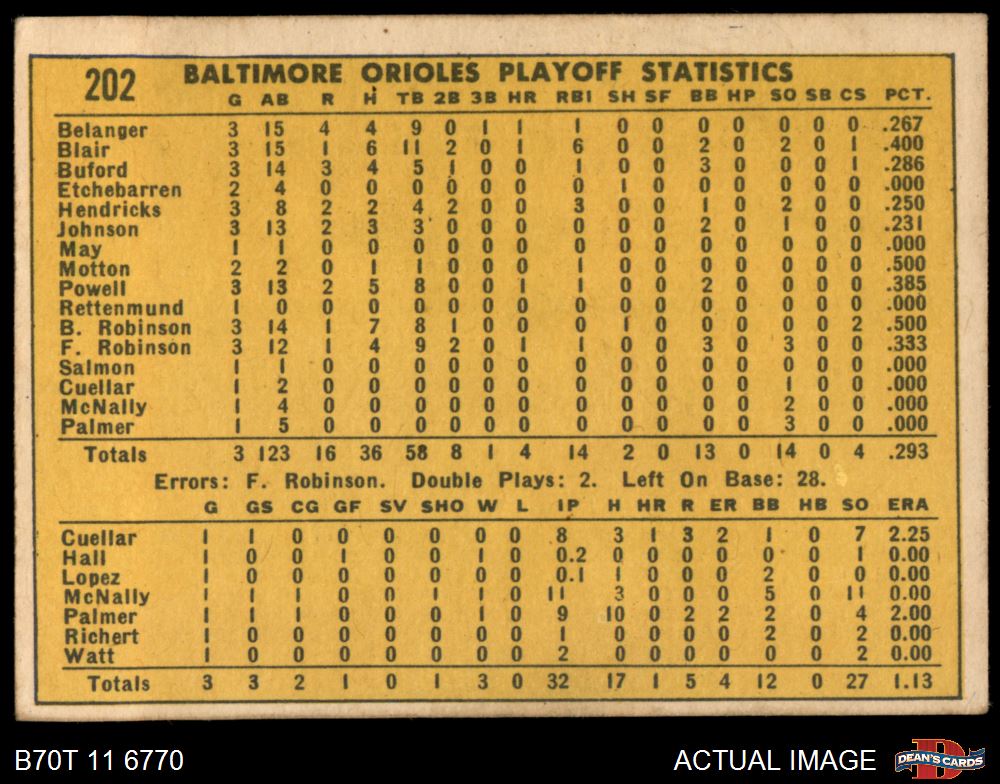 202 BALTIMORE ORIOLES PLAYOFF STATISTICS
G AB R H TB 2B 3B HR RBI SH SF BB HP SO SB CS PCT.
Belanger 3 15 4 4 9 0 1 1 1 0 0 0 0 0 0 0 .267
Blair 3 15 1 6 11 2 0 1 6 0 0 2 0 2 0 1 .400
Buford 3 14 3 4 5 1 0 0 1 0 0 3 0 0 0 1 .286
Etchebarren 2 4 0 0 0 0 0 0 0 1 0 0 0 0 0 0 .000
Hendricks 3 8 2 2 4 2 0 0 3 0 0 1 0 2 0 0 .250
Johnson 3 13 2 3 3 0 0 0 0 0 0 2 0 1 0 0 .231
May 1 1 0 0 0 0 0 0 0 0 0 0 0 0 0 0 .000
Motton 2 2 0 1 1 0 0 0 1 0 0 0 0 0 0 0 .500
Powell 3 13 2 5 8 0 0 1 1 0 0 2 0 0 0 0 .385
Rettenmund 1 0 0 0 0 0 0 0 0 0 0 0 0 0 0 0 .000
B. Robinson 3 14 1 7 8 1 0 0 0 1 0 0 0 0 0 2 .500
F. Robinson 3 12 1 4 9 2 0 1 1 0 0 3 0 3 0 0 .333
Salmon 1 1 0 0 0 0 0 0 0 0 0 0 0 0 0 0 .000
Cuellar 1 2 0 0 0 0 0 0 0 0 0 0 0 1 0 0 .000
McNally 1 4 0 0 0 0 0 0 0 0 0 0 0 2 0 0 .000
Palmer 1 5 0 0 0 0 0 0 0 0 0 0 0 3 0 0 .000
Totals 3 123 16 36 58 8 1 4 14 2 0 13 0 14 0 4 .293
Errors: F. Robinson. Double Plays: 2. Left On Base: 28.
G GS CG GF SV SHO W L IP H HR R ER BB HB SO ERA
Cuellar 1 1 0 0 0 0 0 0 8 3 1 3 2 1 0 7 2.25
Hall 1 0 0 1 0 0 1 0 0.2 0 0 0 0 0 0 1 0.00
Lopez 1 0 0 0 0 0 0 0 0.1 1 0 0 0 2 0 0 0.00
McNally 1 1 1 0 0 1 1 0 11 3 0 0 0 5 0 11 0.00
Palmer 1 1 1 0 0 0 1 0 9 10 0 2 2 2 0 4 2.00
Richert 1 0 0 0 0 0 0 0 1 0 0 0 0 2 0 2 0.00
Watt 1 0 0 0 0 0 0 0 2 0 0 0 0 0 0 2 0.00
Totals 3 3 2 1 0 1 3 0 32 17 1 5 4 12 0 27 1.13
B70T 11 6770
ACTUAL IMAGE
DEAN'S CARDS